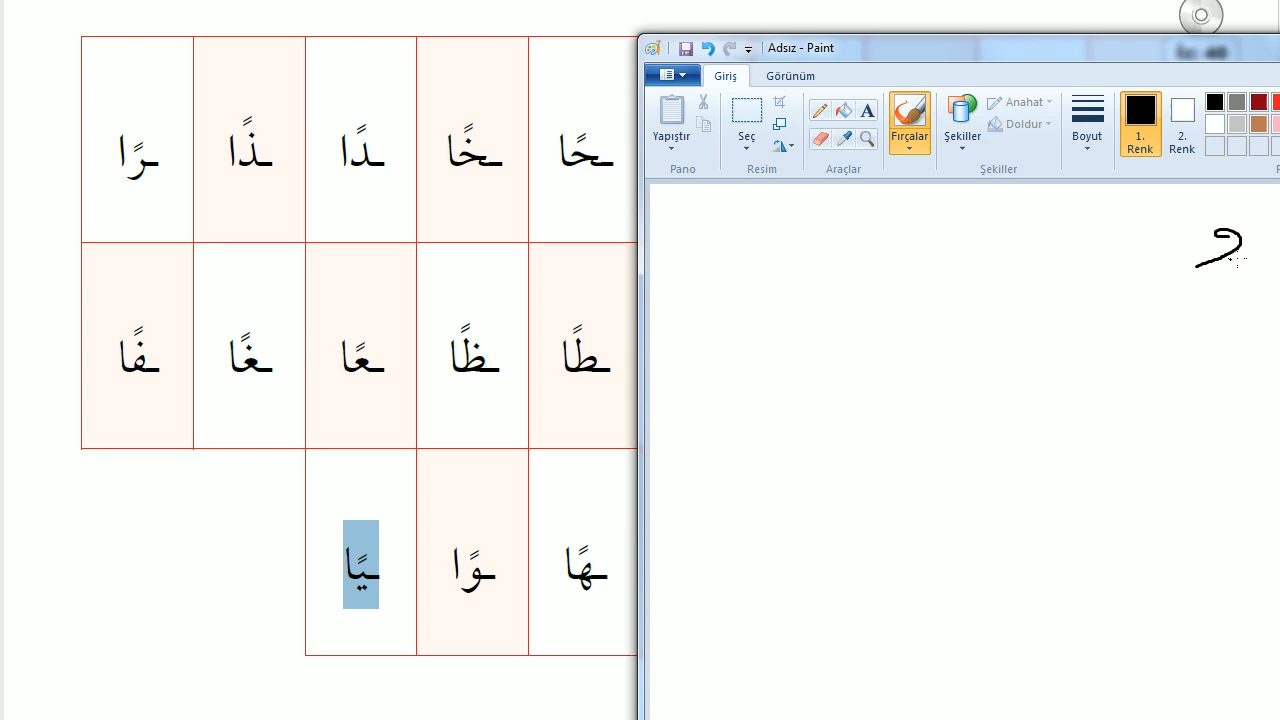 Adsız - Paint
Giriş Görünüm
Yapıştır Seç Fırçalar Şekiller Anahat Doldur Boyut 1. Renk 2. Renk
Pano Resim Araçlar Şekiller
ـحًا ـخًا ـدًا ـذًا ـرًا
ـطًا ـظًا ـعًا ـغًا ـفًا
ـهًا ـوًا ـيًا